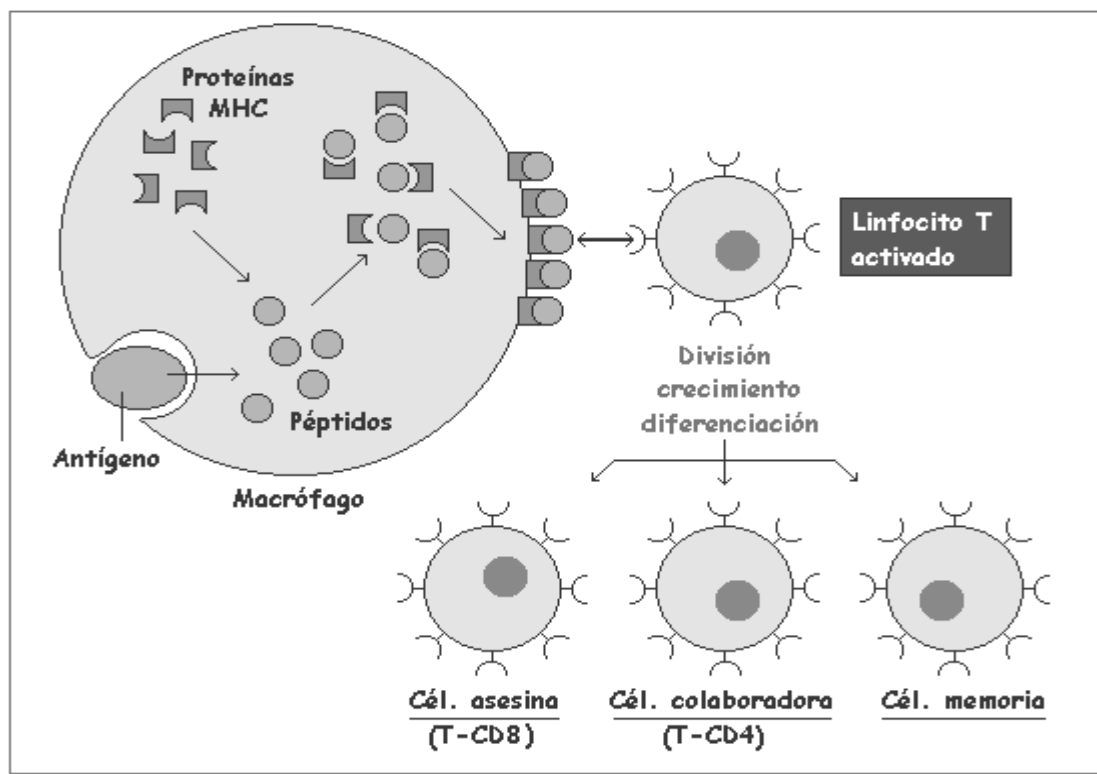 Proteínas
MHC
Linfocito T
activado
Péptidos
Antígeno
Macrófago
División
crecimiento
diferenciación
Cél. asesina
(T-CD8)
Cél. colaboradora
(T-CD4)
Cél. memoria